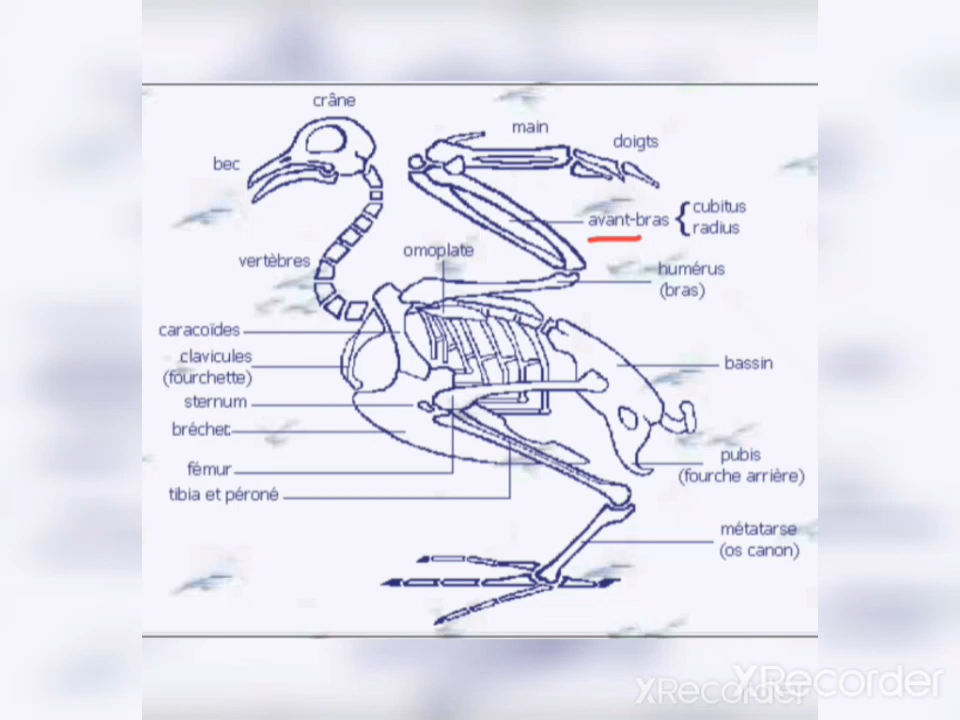 crâne
main
doigts
bec
avant-bras { cubitus
radius
omoplate
vertèbres
humérus
(bras)
caracoïdes
clavicules
(fourchette)
bassin
sternum
bréchet
fémur
pubis
(fourche arrière)
tibia et péroné
métatarse
(os canon)
XRecorder
XRecorder